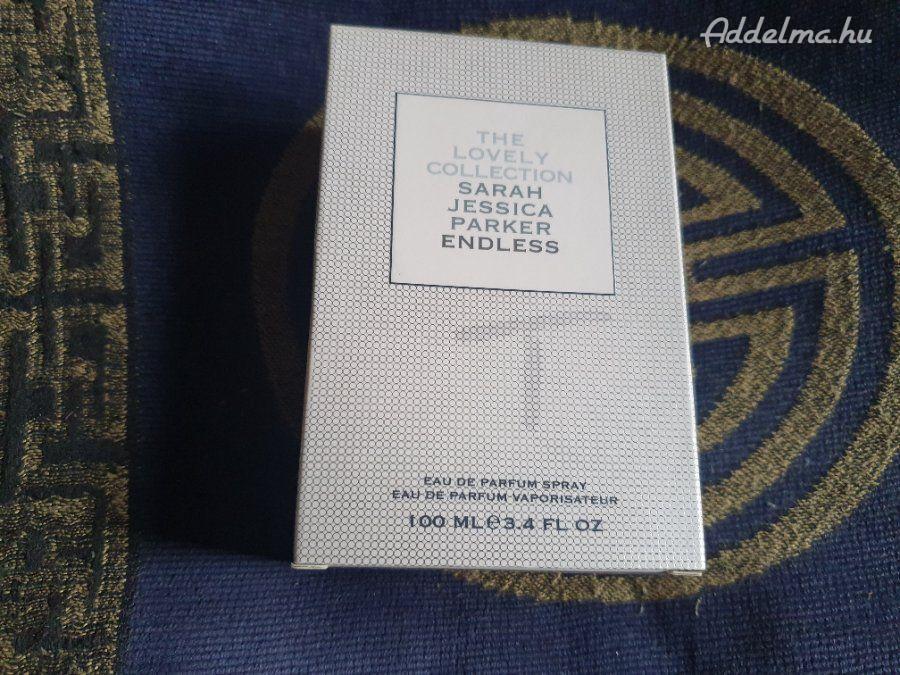 Addelma.hu
THE
LOVELY
COLLECTION
SARAH
JESSICA
PARKER
ENDLESS
EAU DE PARFUM SPRAY
EAU DE PARFUM VAPORISATEUR
100 ML ℮ 3.4 FL OZ